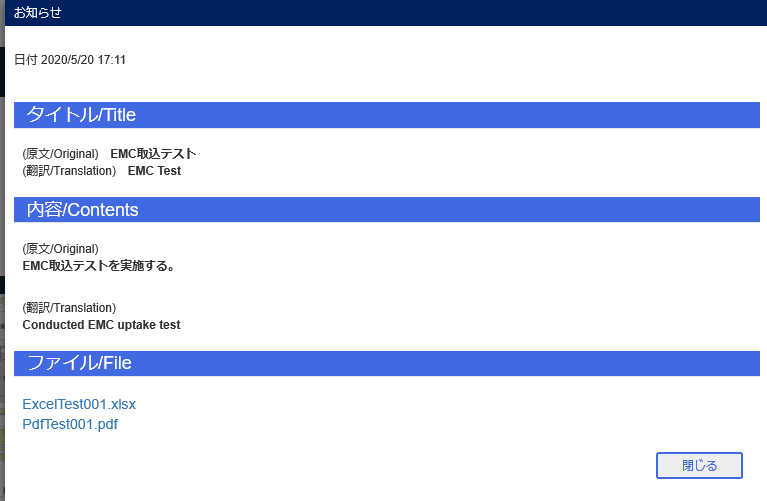 お知らせ
日付 2020/5/20 17:11
タイトル/Title
(原文/Original) EMC取込テスト
(翻訳/Translation) EMC Test
内容/Contents
(原文/Original)
EMC取込テストを実施する。
(翻訳/Translation)
Conducted EMC uptake test
ファイル/File
ExcelTest001.xlsx
PdfTest001.pdf
閉じる